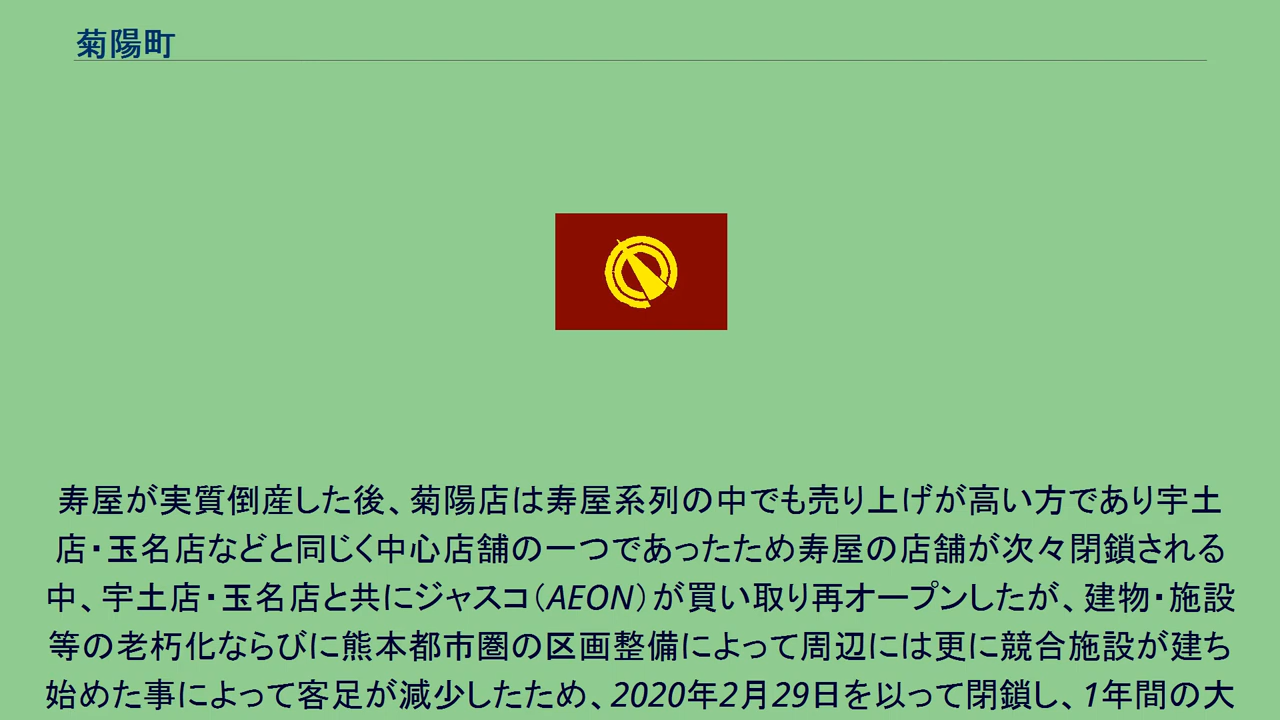 菊陽町
寿屋が実質倒産した後、菊陽店は寿屋系列の中でも売り上げが高い方であり宇土
店・玉名店などと同じく中心店舗の一つであったため寿屋の店舗が次々閉鎖される
中、宇土店・玉名店と共にジャスコ（AEON）が買い取り再オープンしたが、建物・施設
等の老朽化ならびに熊本都市圏の区画整備によって周辺には更に競合施設が建ち
始めた事によって客足が減少したため、2020年2月29日を以って閉鎖し、1年間の大